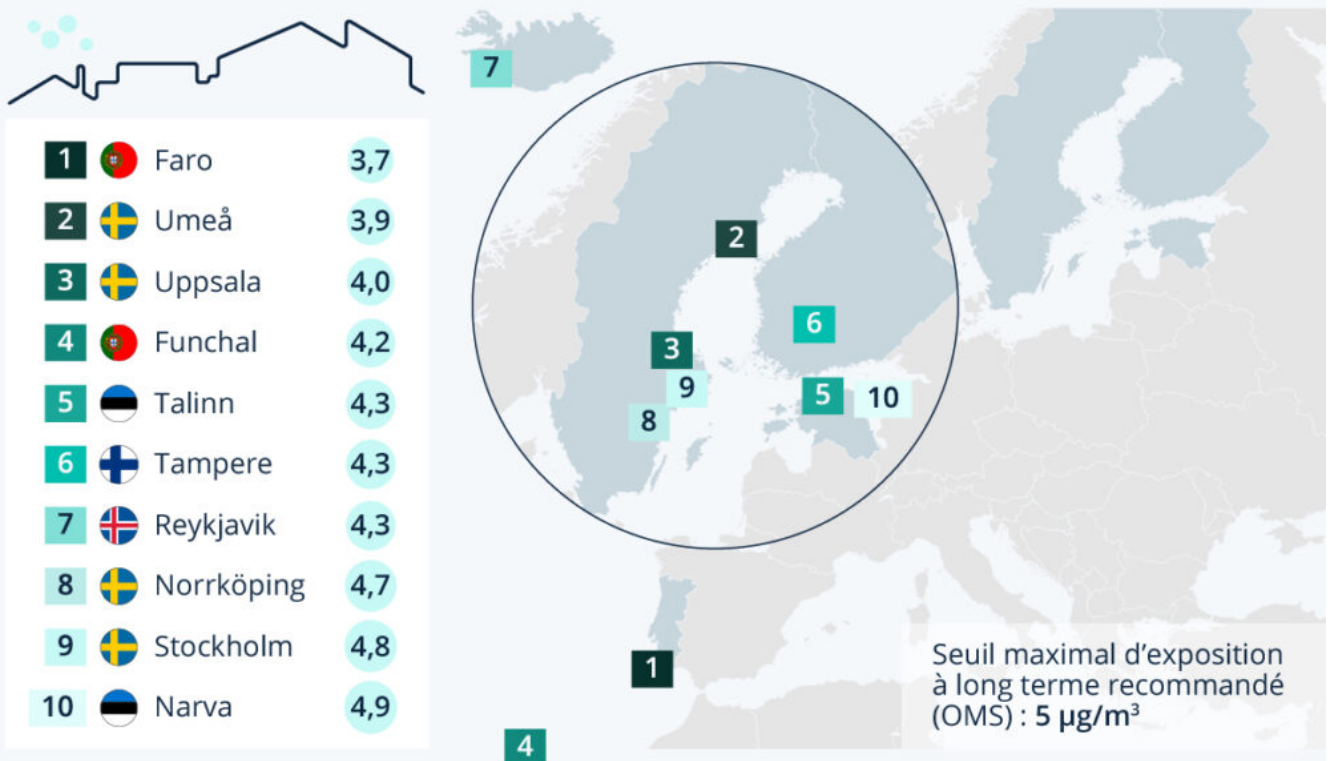 1 Faro 3,7
2 Umeå 3,9
3 Uppsala 4,0
4 Funchal 4,2
5 Talinn 4,3
6 Tampere 4,3
7 Reykjavik 4,3
8 Norrköping 4,7
9 Stockholm 4,8
10 Narva 4,9
7
2
6
3
9
5
10
8
1
4
Seuil maximal d'exposition
à long terme recommandé
(OMS) : 5 µg/m³